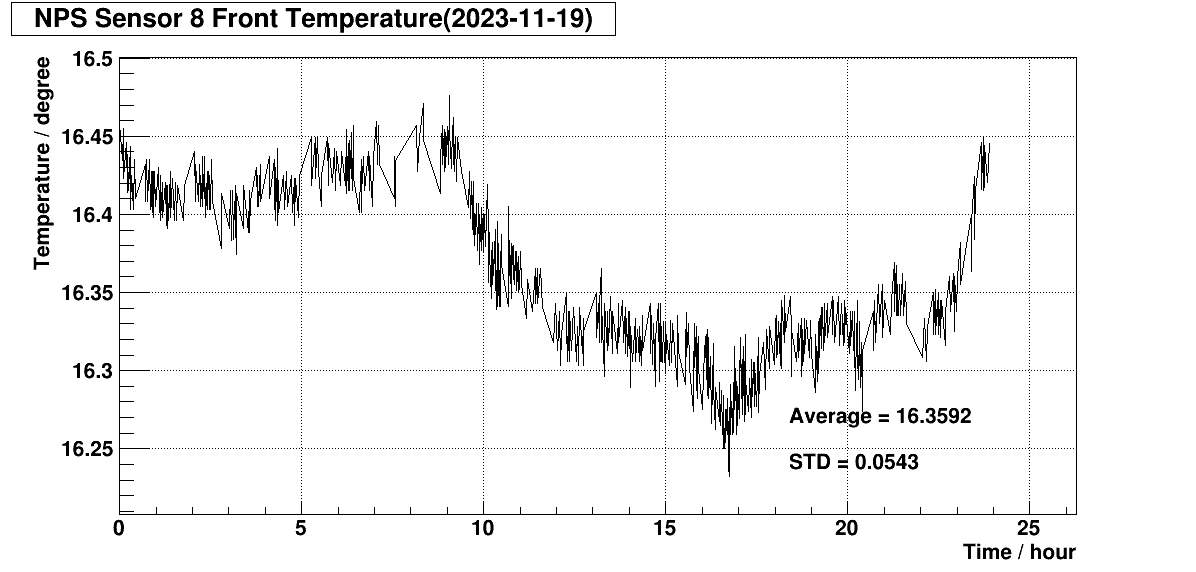 NPS Sensor 8 Front Temperature(2023-11-19)
Temperature / degree
16.5
16.45
16.4
16.35
16.3
16.25
Average = 16.3592
STD = 0.0543
0 5 10 15 20 25
Time / hour